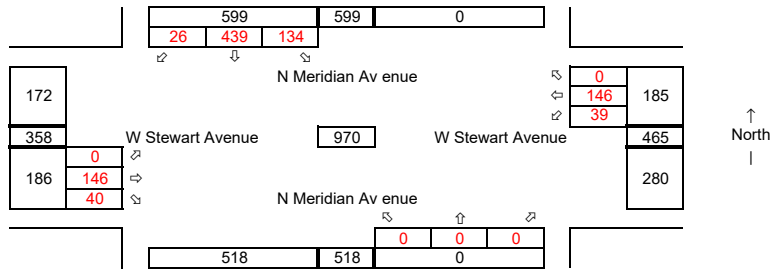 599 599 0
26 439 134
N Meridian Av enue
0
172 146 185
39
358 W Stewart Avenue 970 W Stewart Avenue 465
↑
North
|
0
186 146 280
40
N Meridian Av enue
0 0 0
518 518 0